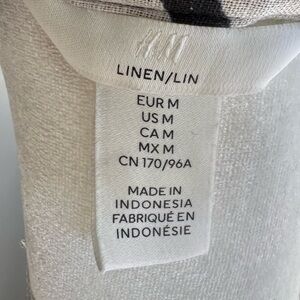 H&M
LINEN/LIN
EUR M
US M
CA M
MX M
CN 170/96A
MADE IN
INDONESIA
FABRIQUÉ EN
INDONÉSIE